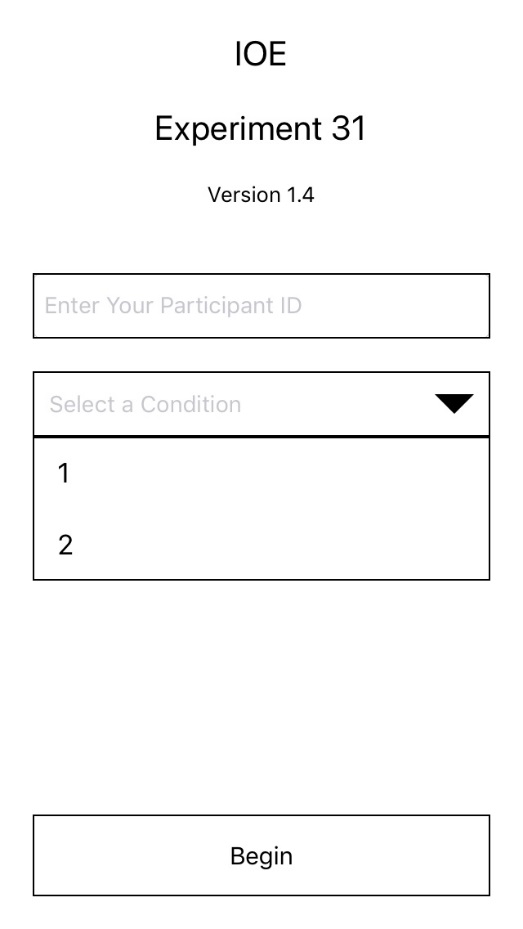 IOE
Experiment 31
Version 1.4
Enter Your Participant ID
Select a Condition
1
2
Begin